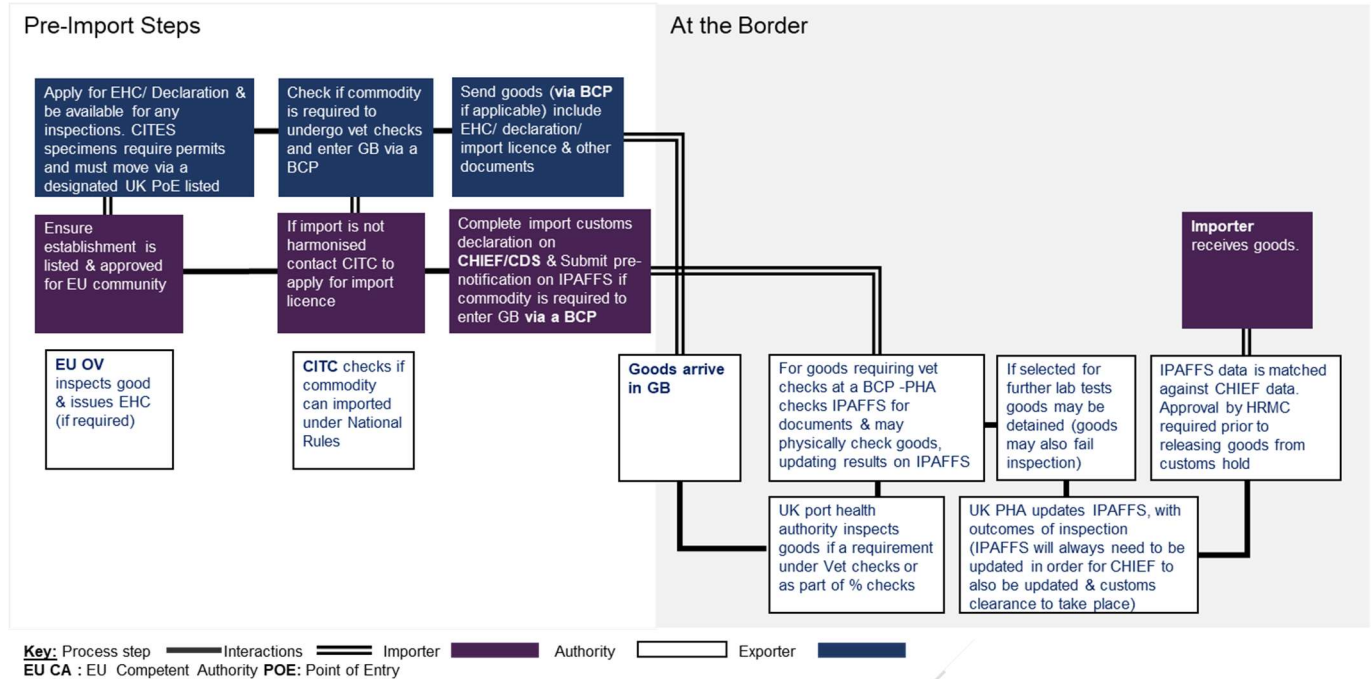 Pre-Import Steps
At the Border
Apply for EHC/ Declaration &
be available for any
inspections. CITES
specimens require permits
and must move via a
designated UK PoE listed
Check if commodity
is required to
undergo vet checks
and enter GB via a
BCP
Send goods (via BCP
if applicable) include
EHC/ declaration/
import licence & other
documents
Ensure
establishment is
listed & approved
for EU community
If import is not
harmonised
contact CITC to
apply for import
licence
Complete import customs
declaration on
CHIEF/CDS & Submit pre-
notification on IPAFFS if
commodity is required to
enter GB via a BCP
Importer
receives goods.
EU OV
inspects good
& issues EHC
(if required)
CITC checks if
commodity
can imported
under National
Rules
Goods arrive
in GB
For goods requiring vet
checks at a BCP -PHA
checks IPAFFS for
documents & may
physically check goods,
updating results on IPAFFS
If selected for
further lab tests
goods may be
detained (goods
may also fail
inspection)
IPAFFS data is matched
against CHIEF data.
Approval by HRMC
required prior to
releasing goods from
customs hold
UK port health
authority inspects
goods if a requirement
under Vet checks or
as part of % checks
UK PHA updates IPAFFS, with
outcomes of inspection
(IPAFFS will always need to be
updated in order for CHIEF to
also be updated & customs
clearance to take place)
Key: Process step Interactions Importer Authority Exporter
EU CA : EU Competent Authority POE: Point of Entry